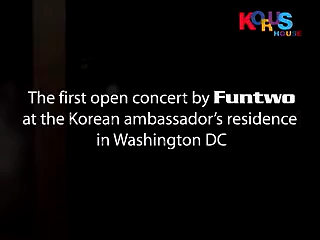 KORUS
HOUSE
The first open concert by Funtwo
at the Korean ambassador's residence
in Washington DC